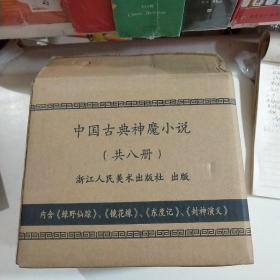 中国古典神魔小说
(共八册)
浙江人民美术出版社 出版
内含《绿野仙踪》、《镜花缘》、《东度记》、《封神演义》